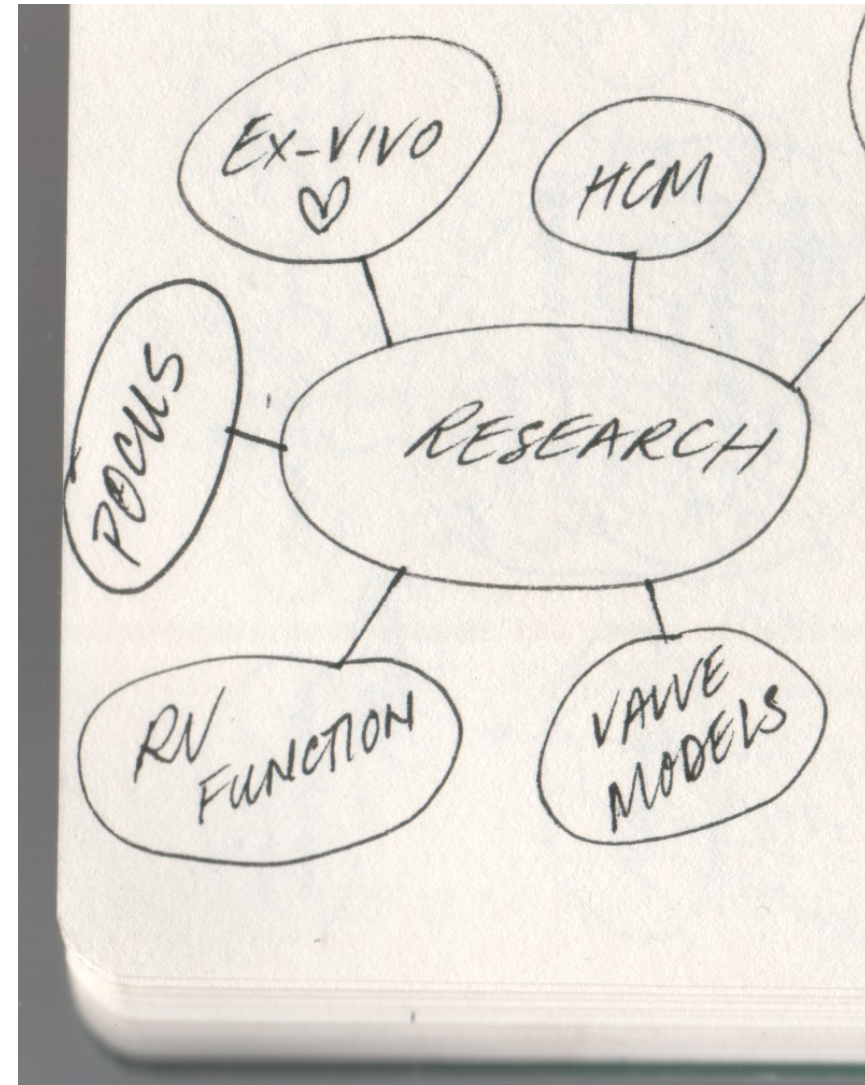 EX-VIVO
♡
HCM
POCUS
RESEARCH
RV
FUNCTION
VALVE
MODELS